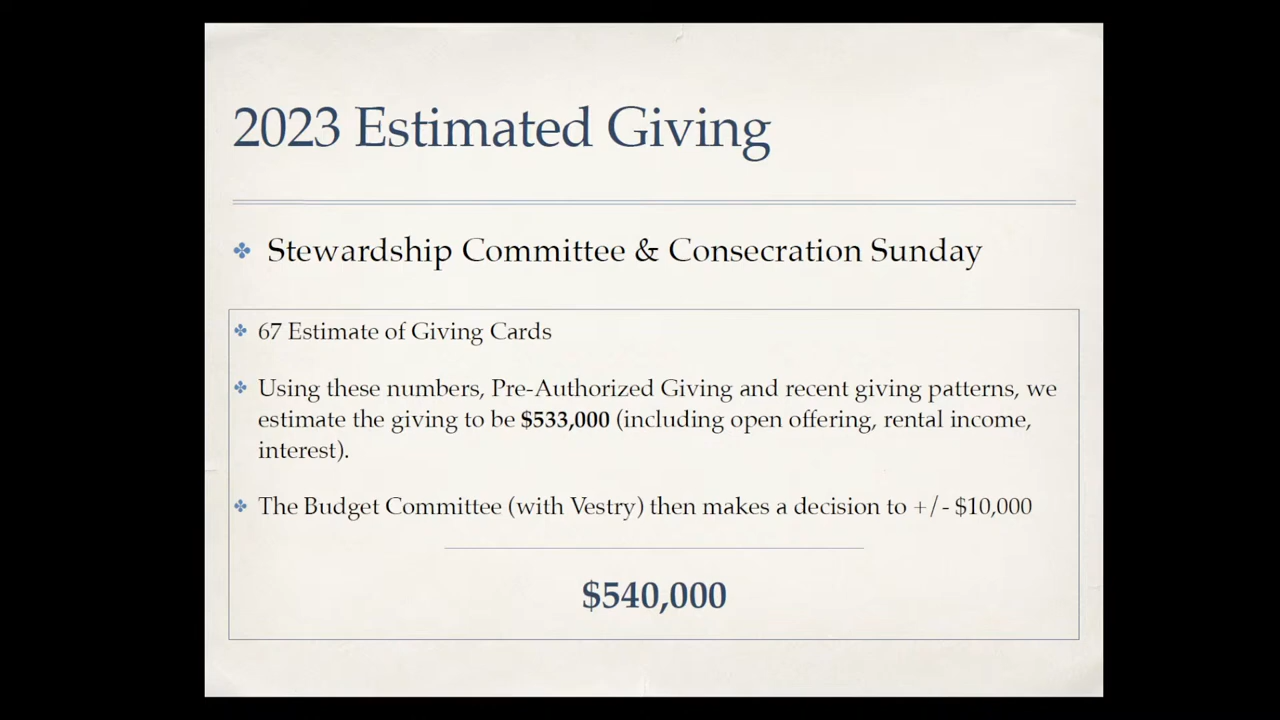 2023 Estimated Giving
Stewardship Committee & Consecration Sunday
67 Estimate of Giving Cards
Using these numbers, Pre-Authorized Giving and recent giving patterns, we
estimate the giving to be $533,000 (including open offering, rental income,
interest).
The Budget Committee (with Vestry) then makes a decision to +/- $10,000
$540,000